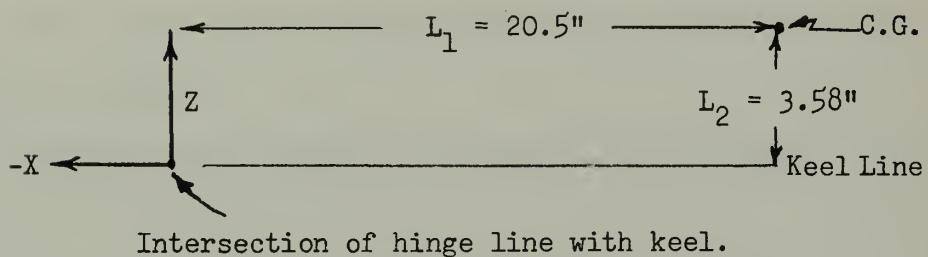 L1 = 20.5"
C.G.
Z
L2 = 3.58"
-X
Keel Line
Intersection of hinge line with keel.